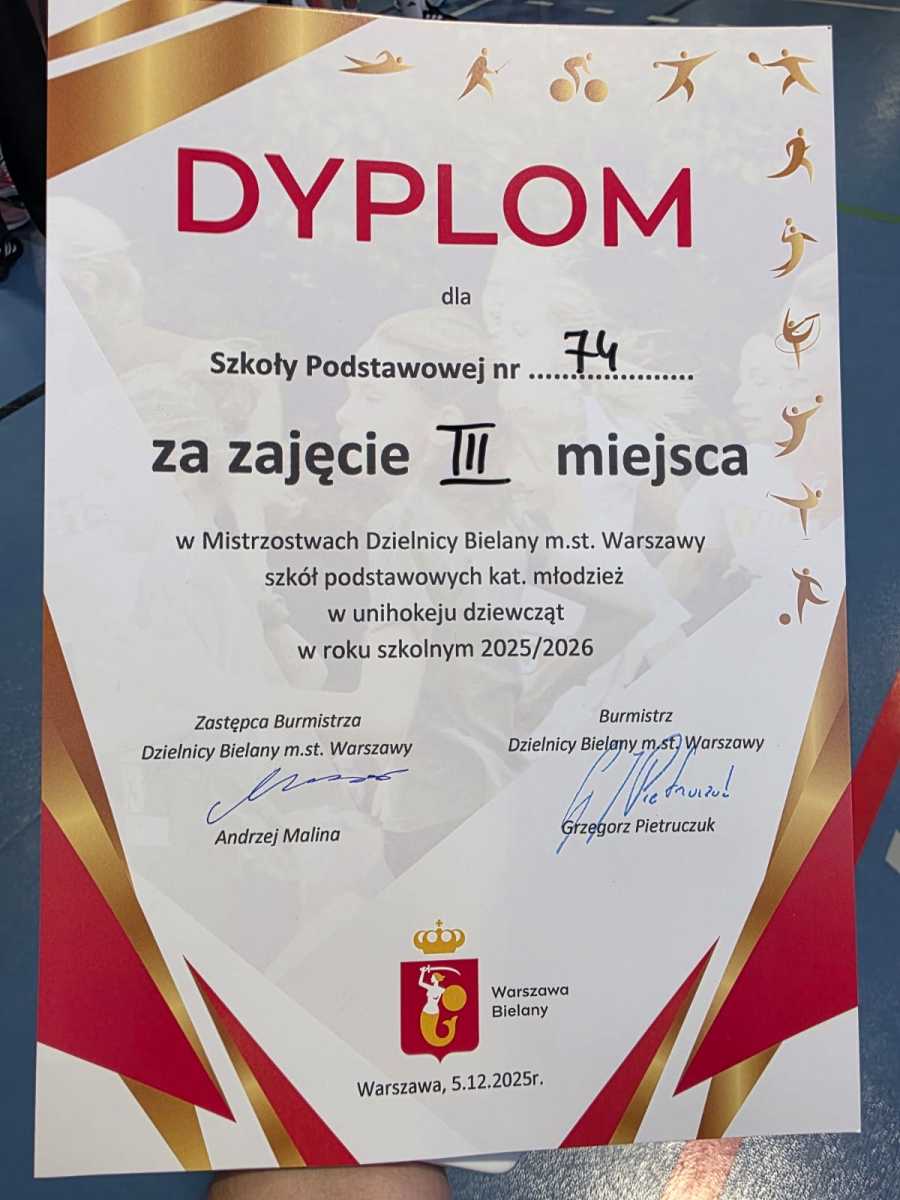 DYPLOM
dla
Szkoły Podstawowej nr ...74...
za zajęcie III miejsca
w Mistrzostwach Dzielnicy Bielany m.st. Warszawy
szkół podstawowych kat. młodzież
w unihokeju dziewcząt
w roku szkolnym 2025/2026
Zastępca Burmistrza
Dzielnicy Bielany m.st. Warszawy
Andrzej Malina
Burmistrz
Dzielnicy Bielany m.st. Warszawy
G Pietruczuk
Grzegorz Pietruczuk
Warszawa
Bielany
Warszawa, 5.12.2025r.